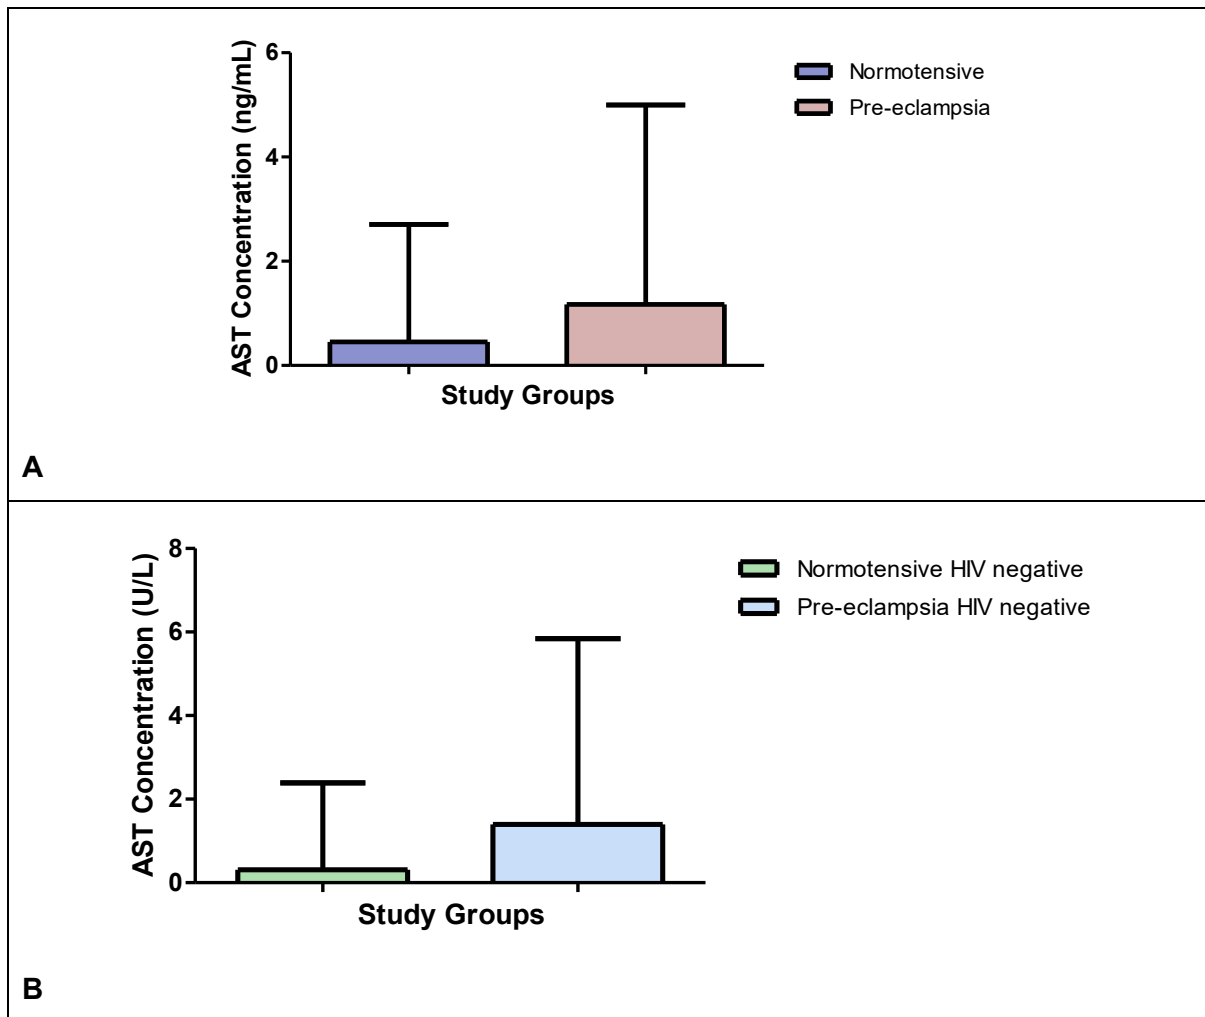 AST Concentration (ng/mL)
6
4
2
0
Study Groups
Normotensive
Pre-eclampsia
A
AST Concentration (U/L)
8
6
4
2
0
Study Groups
Normotensive HIV negative
Pre-eclampsia HIV negative
B